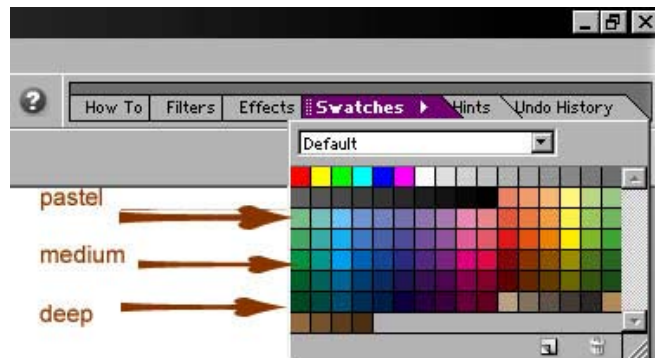 How To Filters Effects Swatches Hints Undo History
Default
pastel
medium
deep